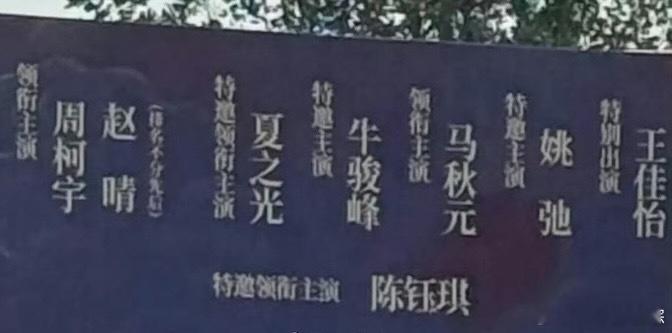 领衔主演
周柯宇
赵晴
(排名不分先后)
特邀领衔主演
夏之光
特邀主演
牛骏峰
领衔主演
马秋元
特邀主演
姚弛
特别出演
王佳怡
特邀领衔主演 陈钰琪